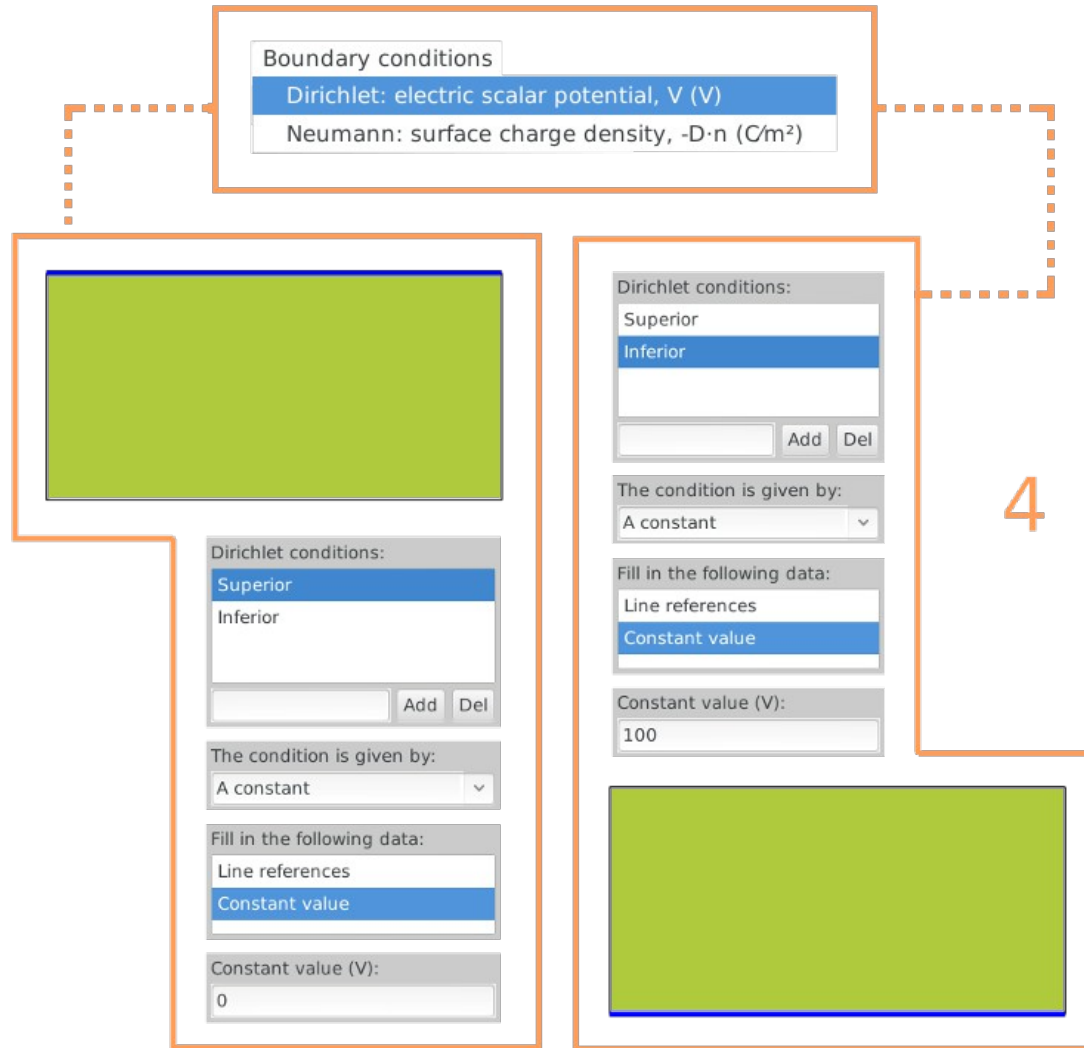 Boundary conditions
Dirichlet: electric scalar potential, V (V)
Neumann: surface charge density, -D·n (C/m²)
Dirichlet conditions:
Superior
Inferior
Add Del
The condition is given by:
A constant
Fill in the following data:
Line references
Constant value
Constant value (V):
0
Dirichlet conditions:
Superior
Inferior
Add Del
The condition is given by:
A constant
Fill in the following data:
Line references
Constant value
Constant value (V):
100
4